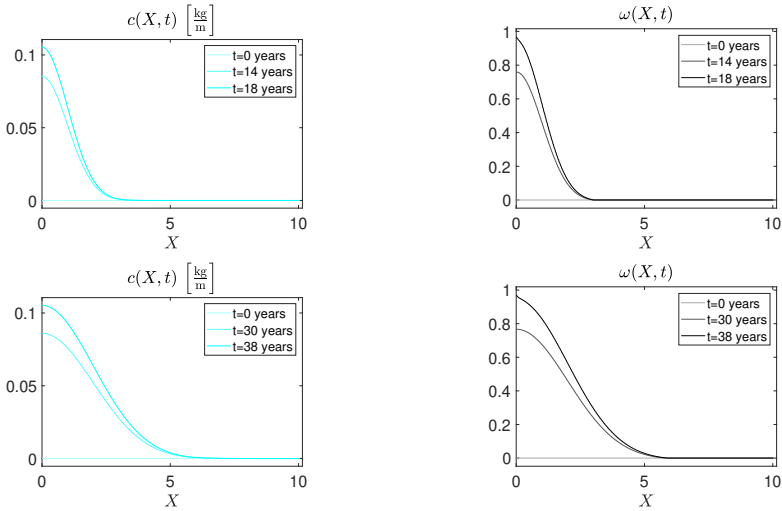 c(X, t) [kg/m]
0.1
0.05
0
0 5 10
X
t=0 years
t=14 years
t=18 years
ω(X, t)
1
0.8
0.6
0.4
0.2
0
0 5 10
X
t=0 years
t=14 years
t=18 years
c(X, t) [kg/m]
0.1
0.05
0
0 5 10
X
t=0 years
t=30 years
t=38 years
ω(X, t)
1
0.8
0.6
0.4
0.2
0
0 5 10
X
t=0 years
t=30 years
t=38 years